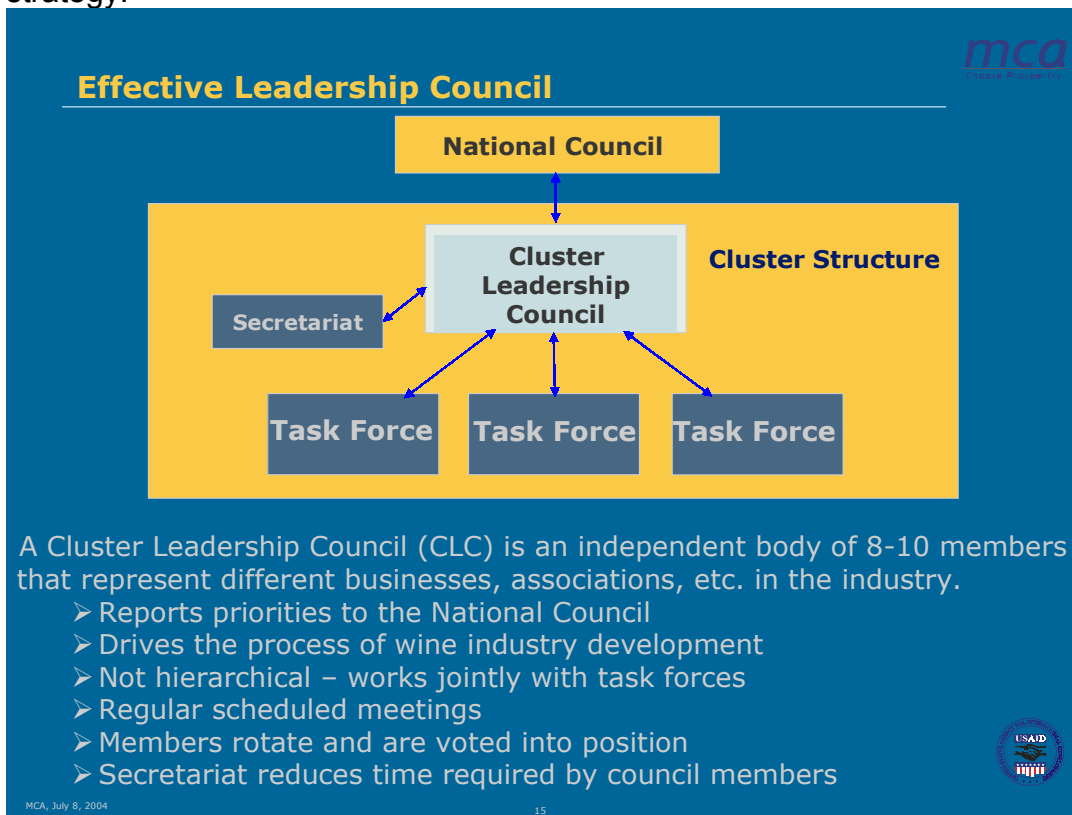 strategy.
mca
Choose Prosperity
Effective Leadership Council
National Council
Cluster
Leadership
Council
Cluster Structure
Secretariat
Task Force
Task Force
Task Force
A Cluster Leadership Council (CLC) is an independent body of 8-10 members
that represent different businesses, associations, etc. in the industry.
➢ Reports priorities to the National Council
➢ Drives the process of wine industry development
➢ Not hierarchical – works jointly with task forces
➢ Regular scheduled meetings
➢ Members rotate and are voted into position
➢ Secretariat reduces time required by council members
USAID
MCA, July 8, 2004
15